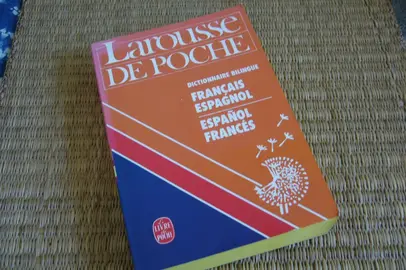 Larousse
DE POCHE
DICTIONNAIRE BILINGUE
FRANÇAIS
ESPAGNOL
ESPAÑOL
FRANCÉS
LE LIVRE
DE POCHE